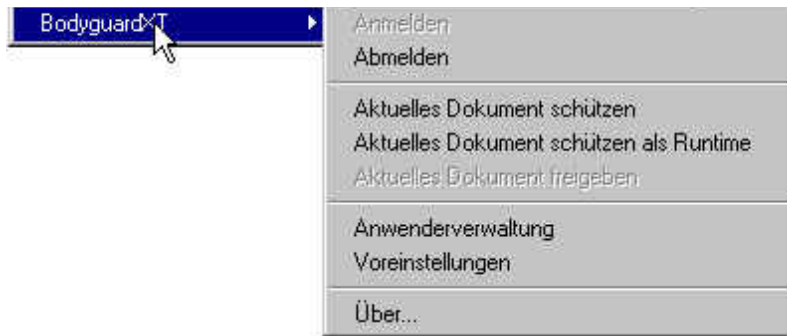 BodyguardXT
Anmelden
Abmelden
Aktuelles Dokument schützen
Aktuelles Dokument schützen als Runtime
Aktuelles Dokument freigeben
Anwenderverwaltung
Voreinstellungen
Über...